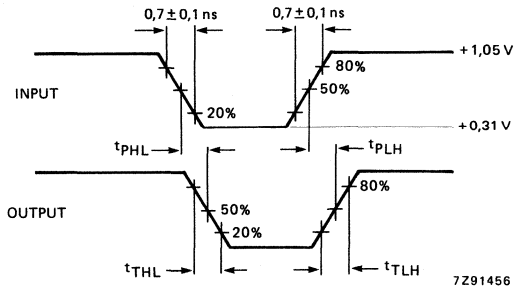 0,7 ± 0,1 ns 0,7 ± 0,1 ns
+1,05 V
80%
INPUT
50%
20%
+0,31 V
tPHL tPLH
80%
OUTPUT
50%
20%
tTHL tTLH
7Z91456